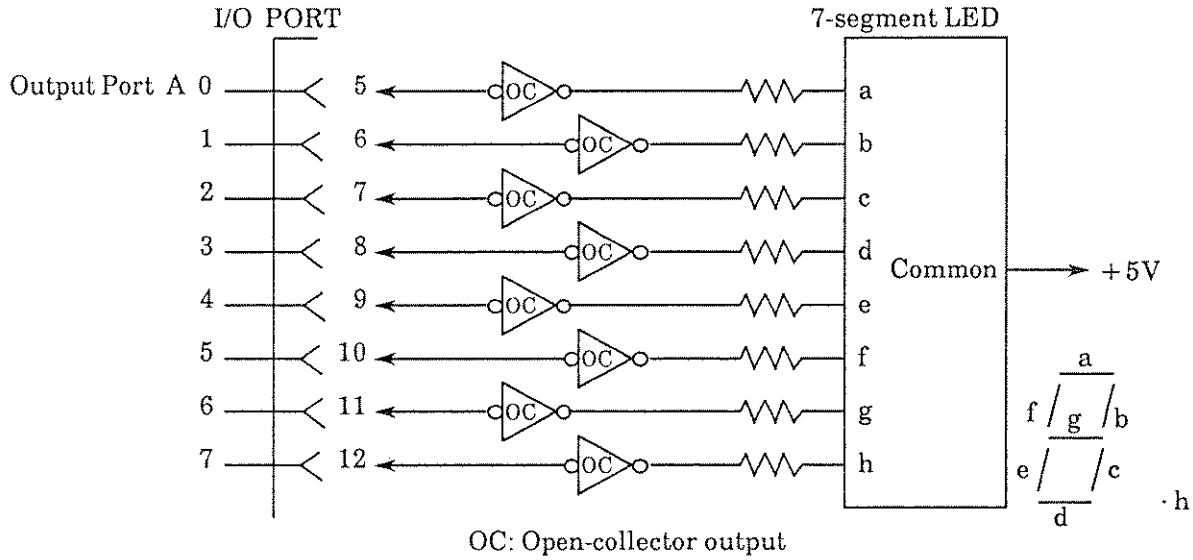 I/O PORT 7-segment LED
Output Port A 0 5 OC a
1 6 OC b
2 7 OC c
3 8 OC d
Common +5V
4 9 OC e
5 10 OC f
6 11 OC g
7 12 OC h
a
f g b
e c
d · h
OC: Open-collector output